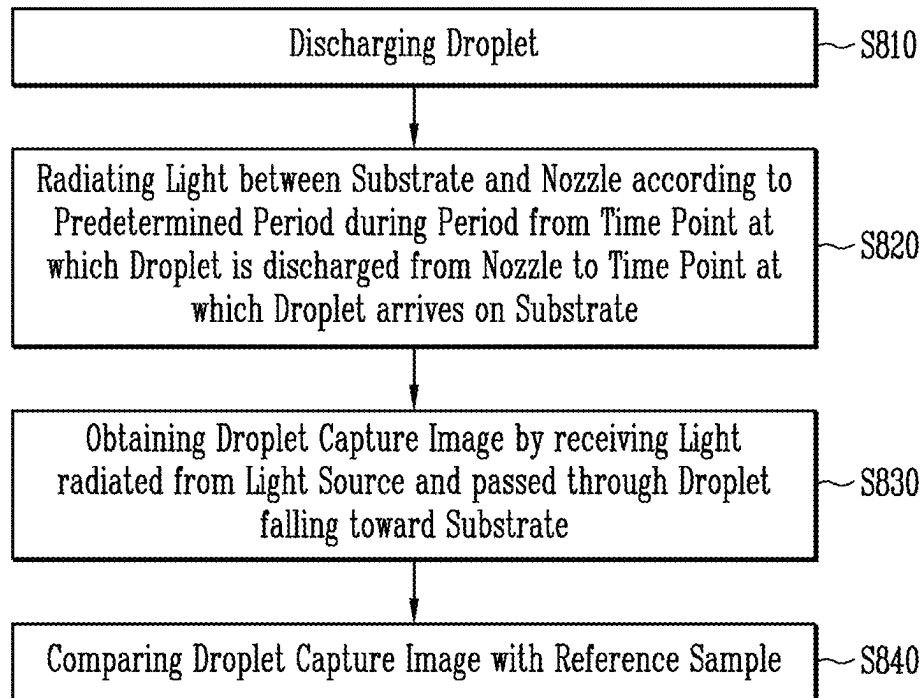 Discharging Droplet
S810
Radiating Light between Substrate and Nozzle according to
Predetermined Period during Period from Time Point at
which Droplet is discharged from Nozzle to Time Point at
which Droplet arrives on Substrate
S820
Obtaining Droplet Capture Image by receiving Light
radiated from Light Source and passed through Droplet
falling toward Substrate
S830
Comparing Droplet Capture Image with Reference Sample
S840